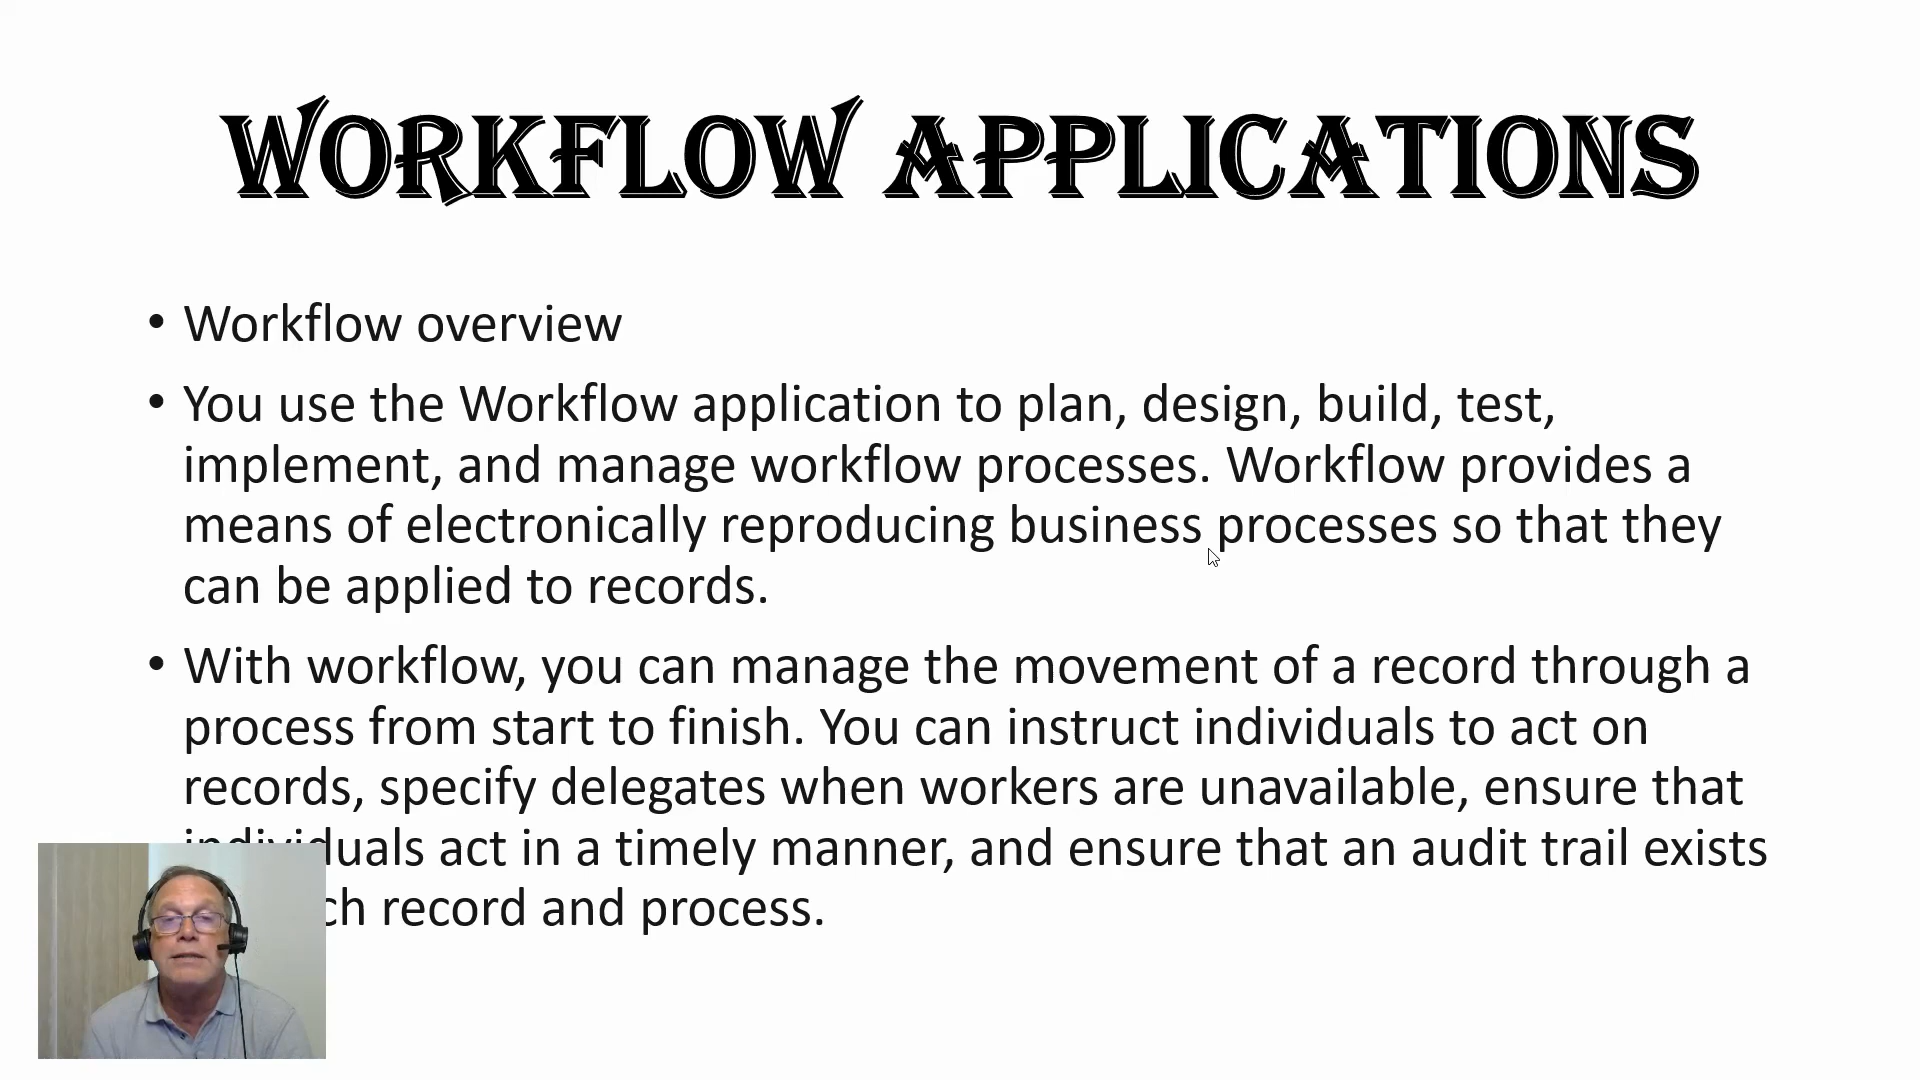 WORKFLOW APPLICATIONS
• Workflow overview
• You use the Workflow application to plan, design, build, test,
implement, and manage workflow processes. Workflow provides a
means of electronically reproducing business processes so that they
can be applied to records.
• With workflow, you can manage the movement of a record through a
process from start to finish. You can instruct individuals to act on
records, specify delegates when workers are unavailable, ensure that
individuals act in a timely manner, and ensure that an audit trail exists
record and process.